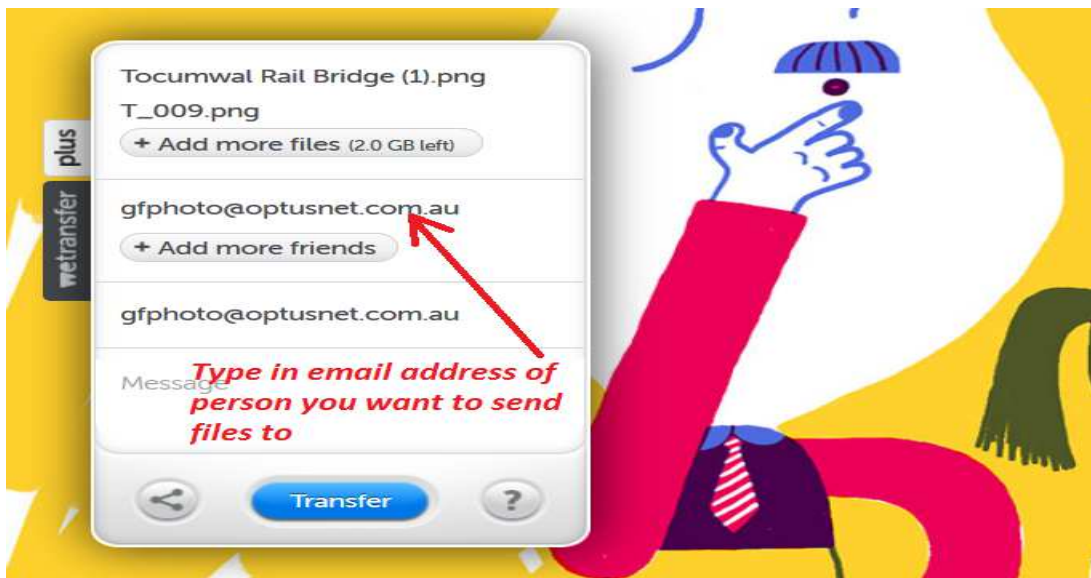 Tocumwal Rail Bridge (1).png
T_009.png
+ Add more files (2.0 GB left)
plus
wetransfer
gfphoto@optusnet.com.au
+ Add more friends
gfphoto@optusnet.com.au
Message
Type in email address of
person you want to send
files to
Transfer
?